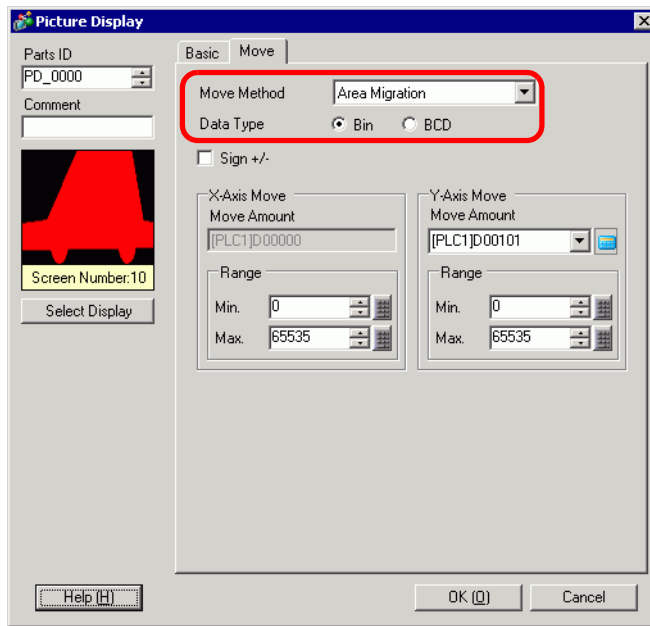 Picture Display
Parts ID
PD_0000
Comment
Screen Number:10
Select Display
Basic Move
Move Method Area Migration
Data Type Bin BCD
Sign +/-
X-Axis Move
Move Amount
[PLC1]D00000
Range
Min. 0
Max. 65535
Y-Axis Move
Move Amount
[PLC1]D00101
Range
Min. 0
Max. 65535
Help (H) OK (O) Cancel